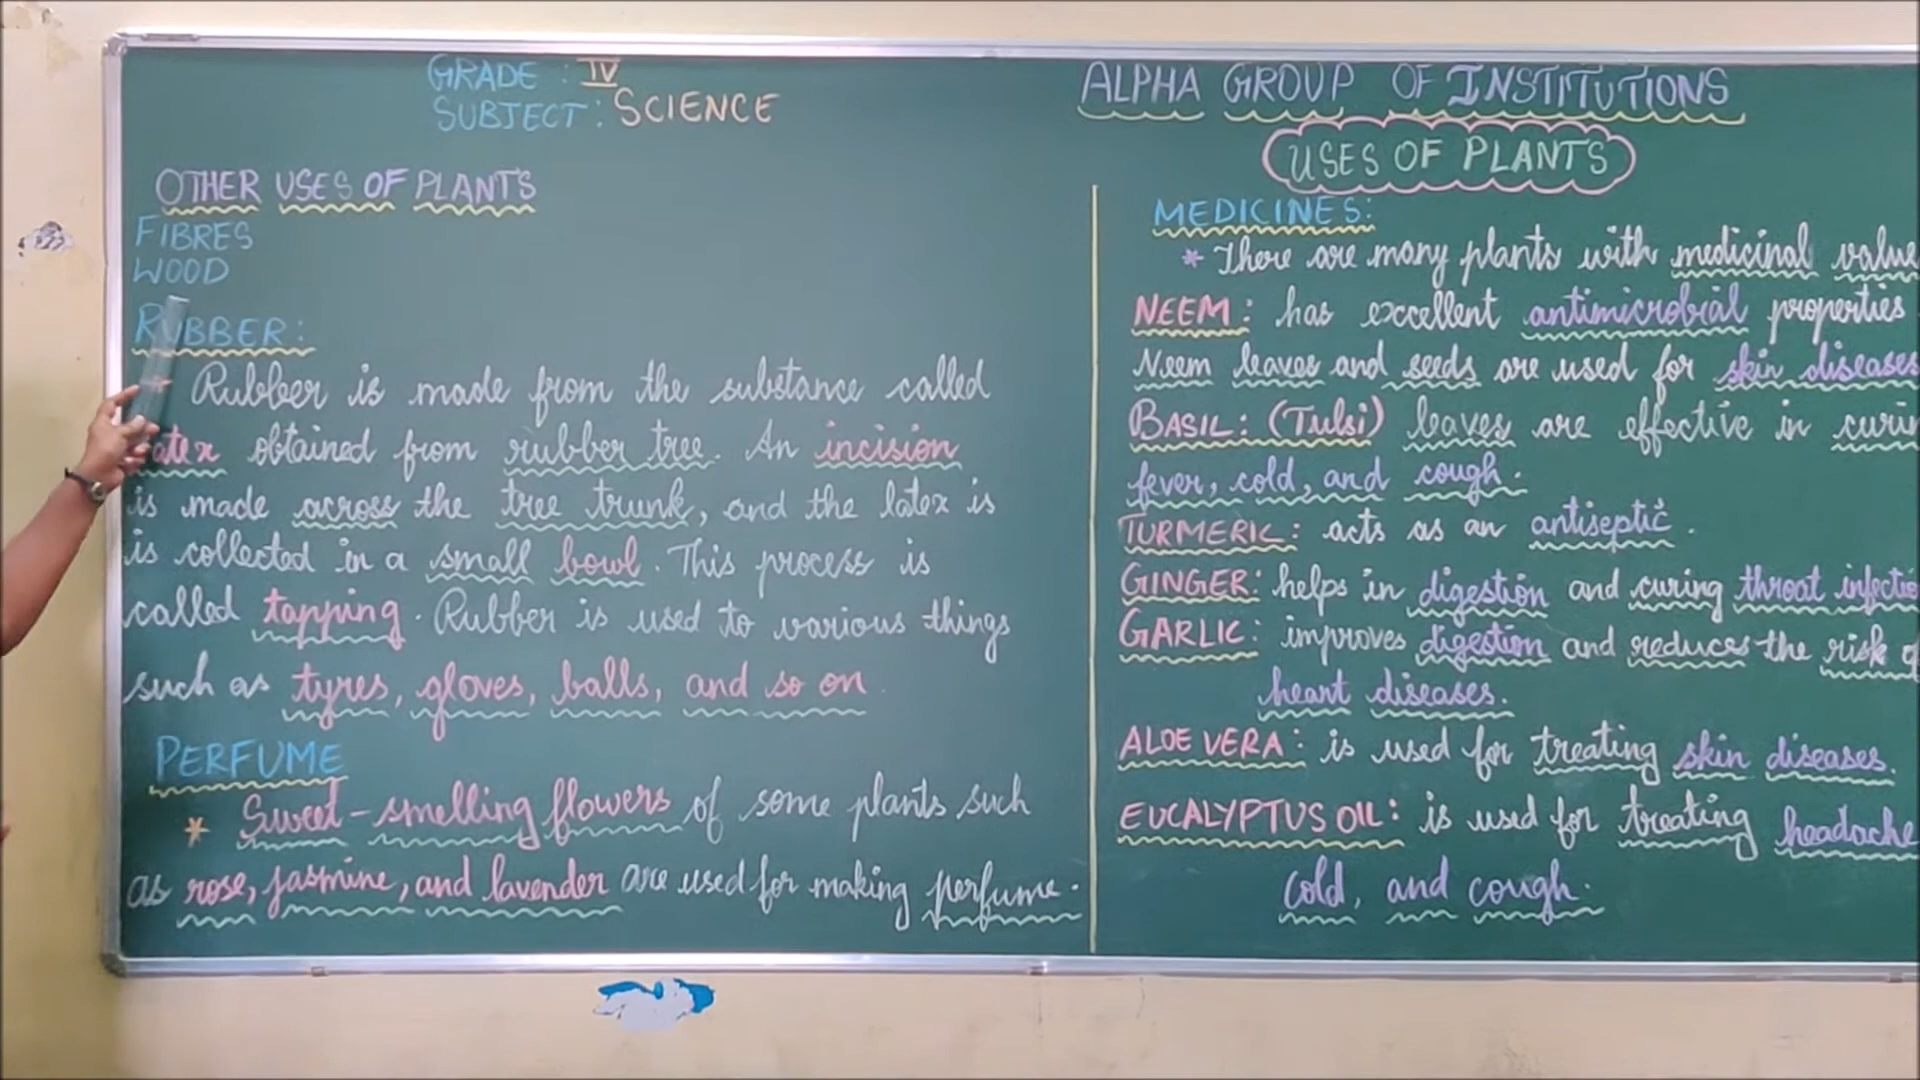 GRADE : IV
SUBJECT : SCIENCE
OTHER USES OF PLANTS
FIBRES
WOOD
RUBBER :
Rubber is made from the substance called
latex obtained from rubber tree. An incision
is made across the tree trunk, and the latex is
is collected in a small bowl. This process is
called tapping. Rubber is used to various things
such as tyres, gloves, balls, and so on
PERFUME
* Sweet-smelling flowers of some plants such
as rose, jasmine, and lavender are used for making perfume.
ALPHA GROUP OF INSTITUTIONS
USES OF PLANTS
MEDICINES:
* There are many plants with medicinal value
NEEM : has excellent antimicrobial properties
Neem leaves and seeds are used for skin diseases
BASIL : (Tulsi) leaves are effective in
fever, cold, and cough.
TURMERIC : acts as an antiseptic.
GINGER : helps in digestion and curing throat
GARLIC : improves digestion and reduces the risk
heart diseases.
ALOE VERA : is used for treating skin diseases.
EUCALYPTUS OIL : is used for treating headache
cold, and cough.